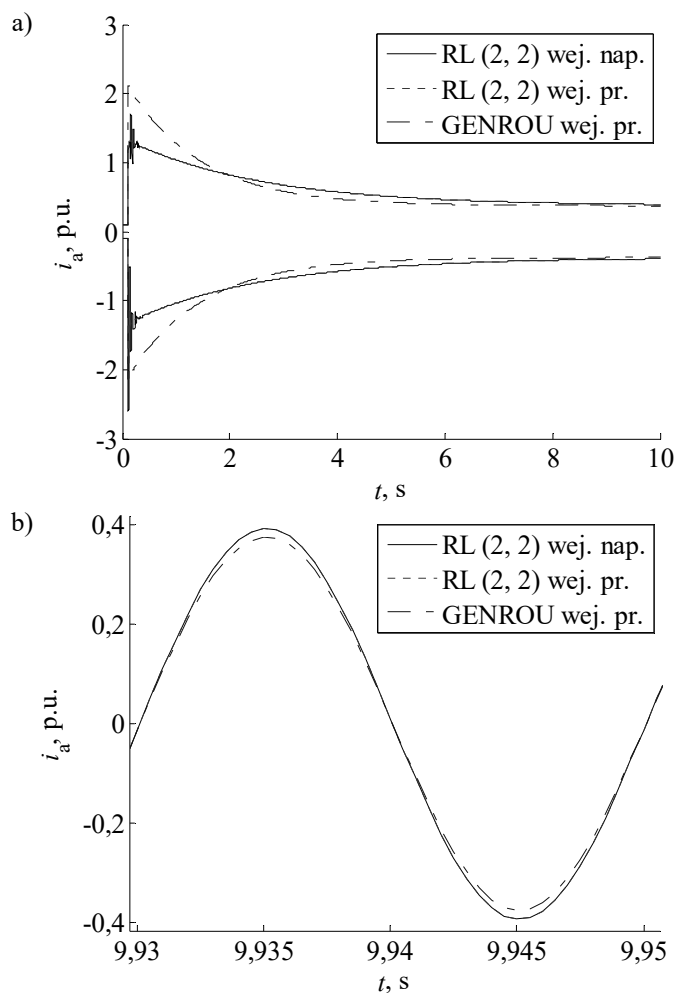 a)
3
2
1
0
-1
-2
-3
i_a, p.u.
RL (2, 2) wej. nap.
RL (2, 2) wej. pr.
GENROU wej. pr.
0 2 4 6 8 10
t, s
b)
0,4
0,2
0
-0,2
-0,4
i_a, p.u.
RL (2, 2) wej. nap.
RL (2, 2) wej. pr.
GENROU wej. pr.
9,93 9,935 9,94 9,945 9,95
t, s